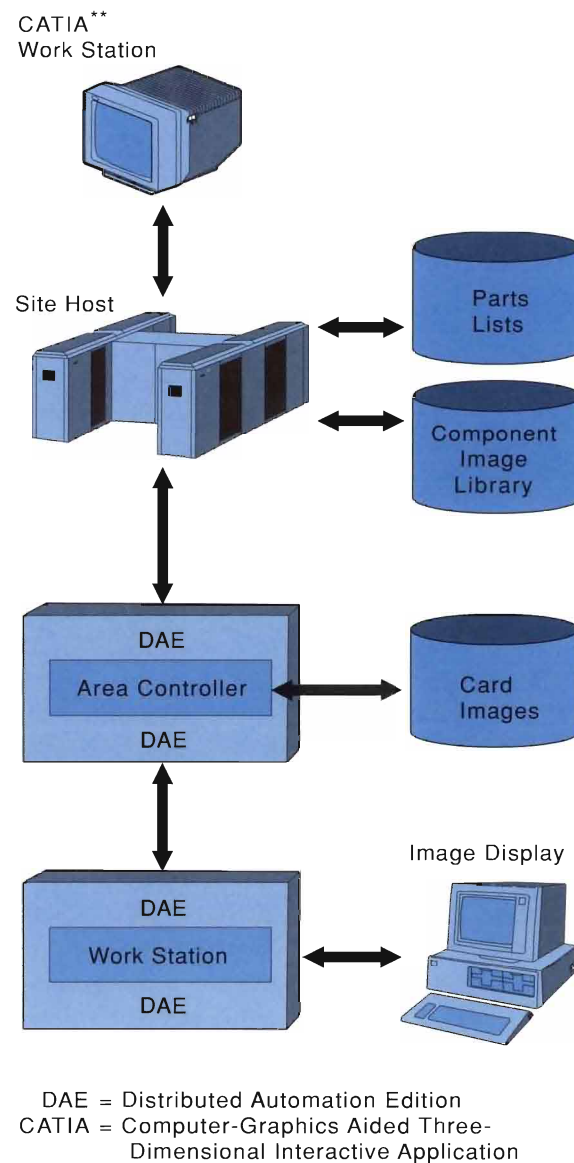 CATIA**
Work Station
Site Host
Parts
Lists
Component
Image
Library
DAE
Area Controller
DAE
Card
Images
Image Display
DAE
Work Station
DAE
DAE = Distributed Automation Edition
CATIA = Computer-Graphics Aided Three-
Dimensional Interactive Application